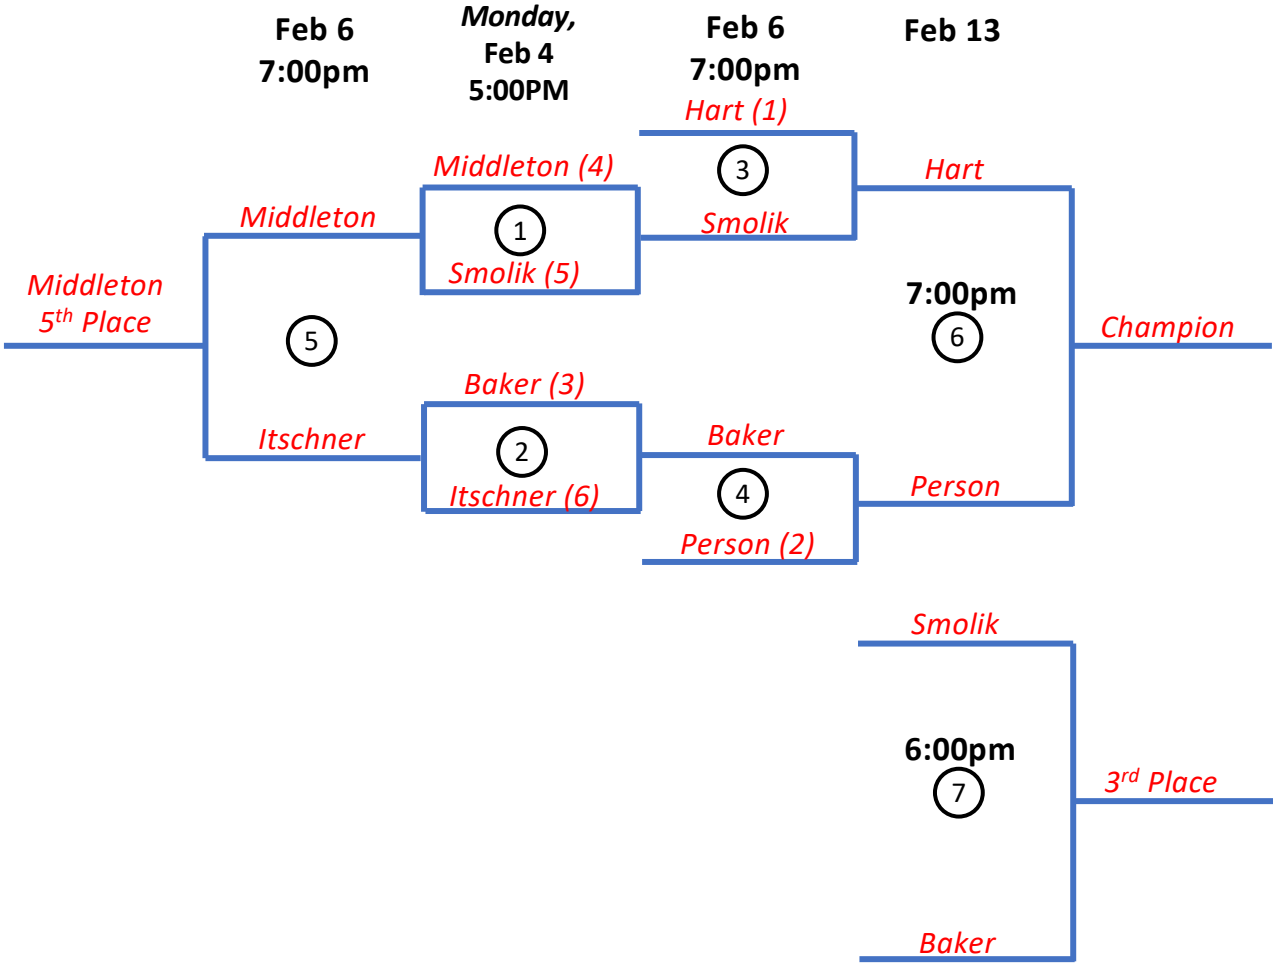 Feb 6
7:00pm
Monday,
Feb 4
5:00PM
Feb 6
7:00pm
Feb 13
Hart (1)
3
Smolik
Middleton (4)
1
Smolik (5)
Hart
Middleton
Middleton
5th Place
5
Itschner
7:00pm
6
Champion
Baker (3)
2
Itschner (6)
Baker
4
Person (2)
Person
Smolik
6:00pm
7
3rd Place
Baker